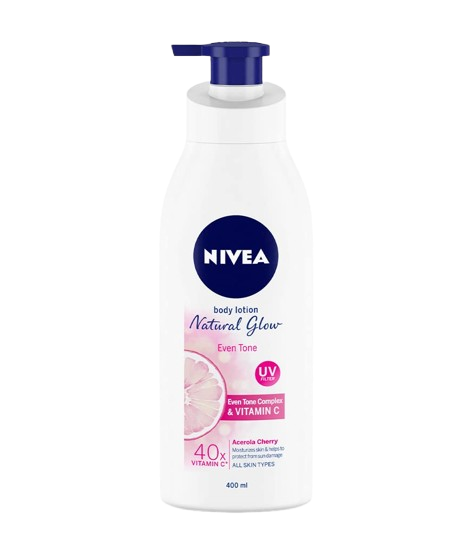 NIVEA
body lotion
Natural Glow
Even Tone
UV
FILTER
Even Tone Complex
& VITAMIN C
40x
VITAMIN C*
Acerola Cherry
Moisturizes skin & helps to
protect from sun damage
ALL SKIN TYPES
400 ml